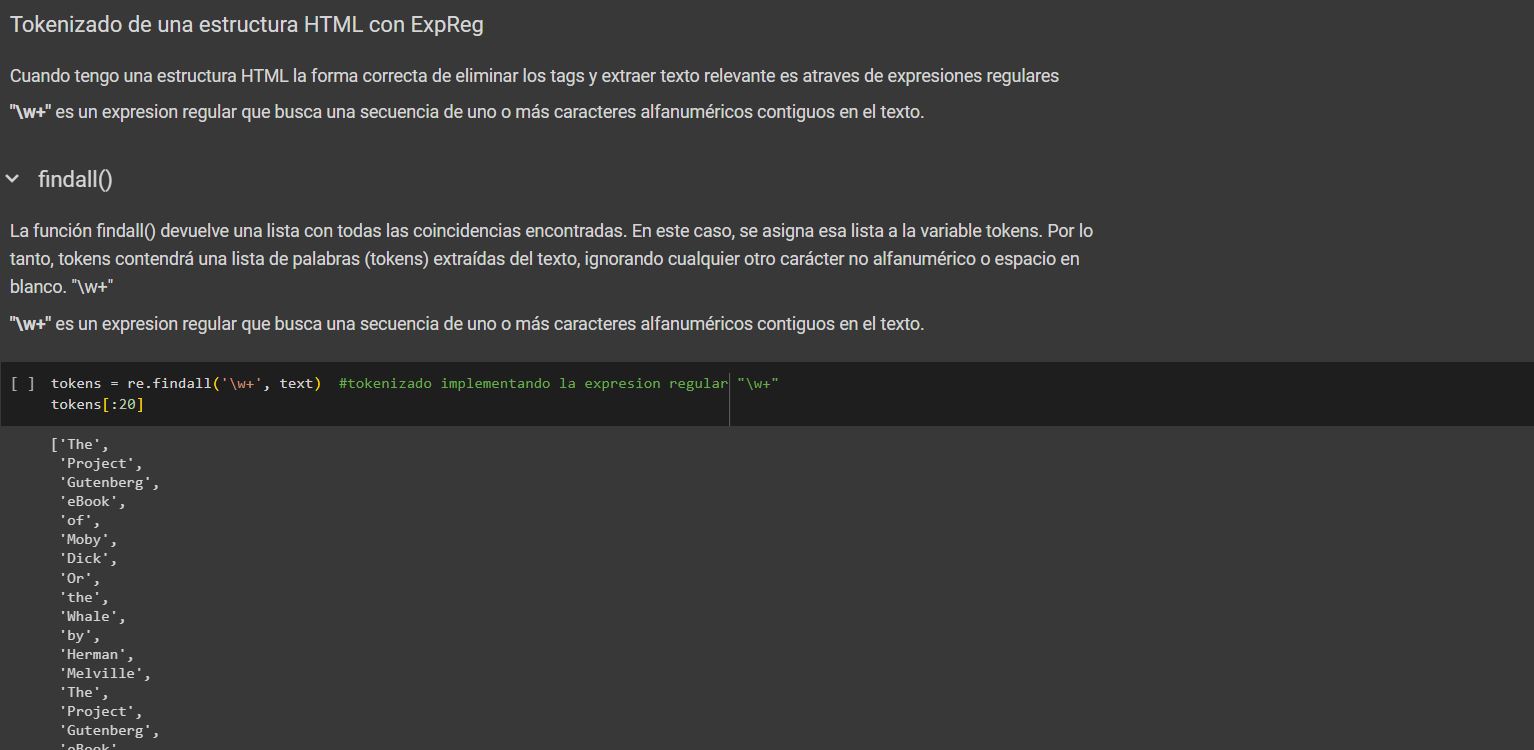 Tokenizado de una estructura HTML con ExpReg
Cuando tengo una estructura HTML la forma correcta de eliminar los tags y extraer texto relevante es atraves de expresiones regulares
"\w+" es un expresion regular que busca una secuencia de uno o más caracteres alfanuméricos contiguos en el texto.
findall()
La función findall() devuelve una lista con todas las coincidencias encontradas. En este caso, se asigna esa lista a la variable tokens. Por lo
tanto, tokens contendrá una lista de palabras (tokens) extraídas del texto, ignorando cualquier otro carácter no alfanumérico o espacio en
blanco. "\w+"
"\w+" es un expresion regular que busca una secuencia de uno o más caracteres alfanuméricos contiguos en el texto.
[ ] tokens = re.findall('\w+', text)  #tokenizado implementando la expresion regular "\w+"
tokens[:20]
['The',
'Project',
'Gutenberg',
'eBook',
'of',
'Moby',
'Dick',
'Or',
'the',
'Whale',
'by',
'Herman',
'Melville',
'The',
'Project',
'Gutenberg',
'eBook'